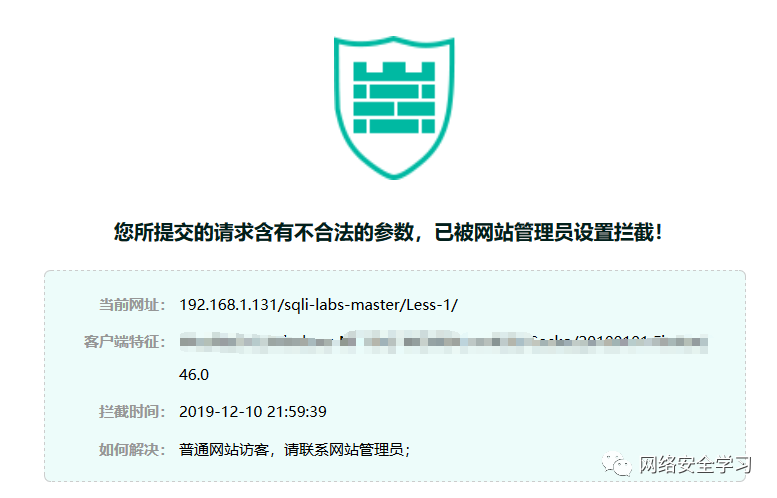 您所提交的请求含有不合法的参数，已被网站管理员设置拦截！
当前网址： 192.168.1.131/sqli-labs-master/Less-1/
客户端特征：
46.0
拦截时间： 2019-12-10 21:59:39
如何解决： 普通网站访客，请联系网站管理员；
网络安全学习